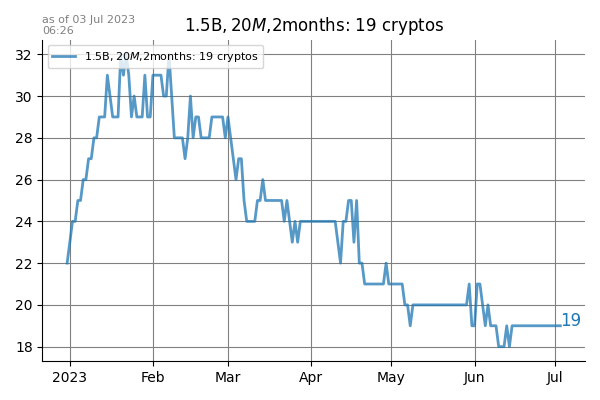 as of 03 Jul 2023
06:26
1.5B, 20M,2months: 19 cryptos
1.5B, 20M,2months: 19 cryptos
32
30
28
26
24
22
20
18
19
2023 Feb Mar Apr May Jun Jul